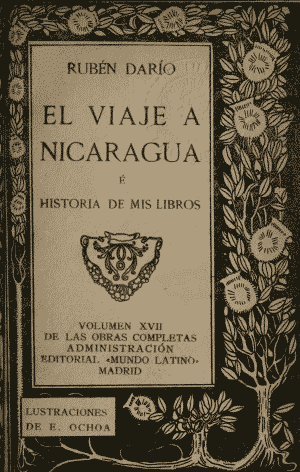 RUBÉN DARÍO
EL VIAJE A
NICARAGUA
É
HISTORIA DE MIS LIBROS
VOLUMEN XVII
DE LAS OBRAS COMPLETAS
ADMINISTRACIÓN
EDITORIAL «MUNDO LATINO»
MADRID
LUSTRACIONES
DE E. OCHOA